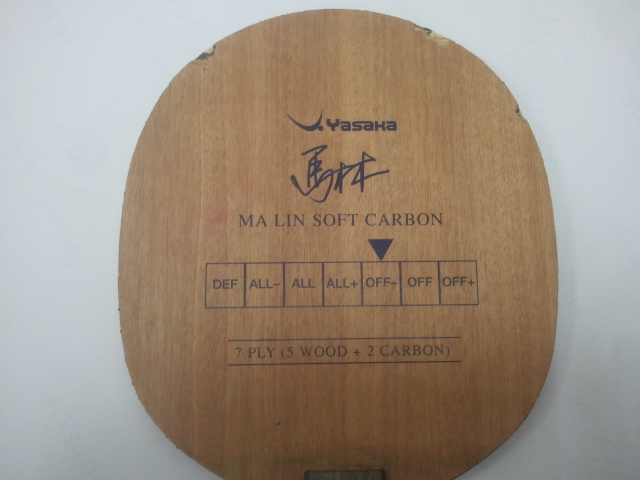 Yasaka
馬林
MA LIN SOFT CARBON
DEF ALL- ALL ALL+ OFF- OFF OFF+
7 PLY (5 WOOD + 2 CARBON)